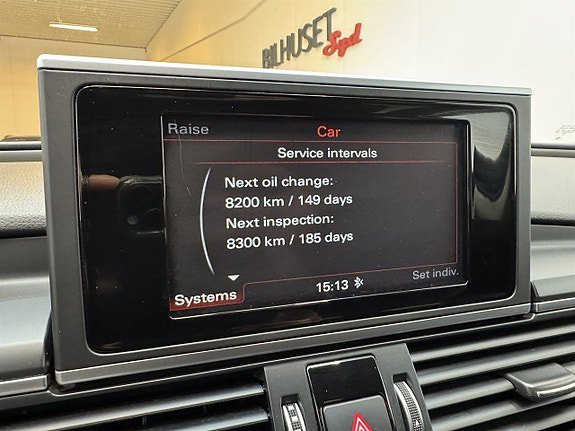 BILHUSET
Syd
Raise
Car
Service intervals
Next oil change:
8200 km / 149 days
Next inspection:
8300 km / 185 days
Set indiv.
Systems
15:13